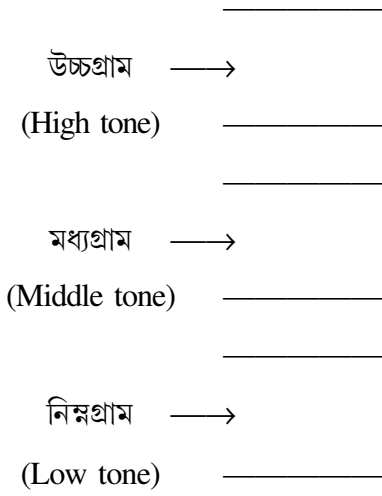 উচ্চগ্রাম ⟶
(High tone)
মধ্যগ্রাম ⟶
(Middle tone)
নিম্নগ্রাম ⟶
(Low tone)